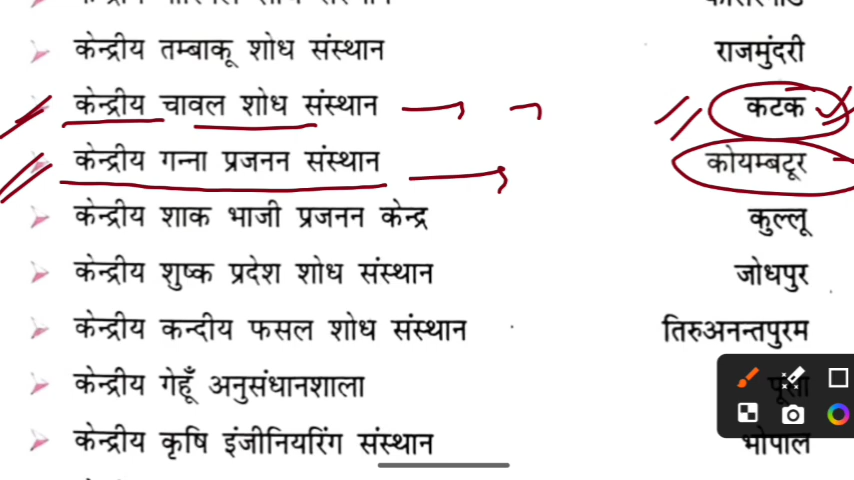 केन्द्रीय तम्बाकू शोध संस्थान राजमुंदरी
केन्द्रीय चावल शोध संस्थान कटक
केन्द्रीय गन्ना प्रजनन संस्थान कोयम्बटूर
केन्द्रीय शाक भाजी प्रजनन केन्द्र कुल्लू
केन्द्रीय शुष्क प्रदेश शोध संस्थान जोधपुर
केन्द्रीय कन्दीय फसल शोध संस्थान तिरुअनन्तपुरम
केन्द्रीय गेहूँ अनुसंधानशाला पूसा
केन्द्रीय कृषि इंजीनियरिंग संस्थान भोपाल